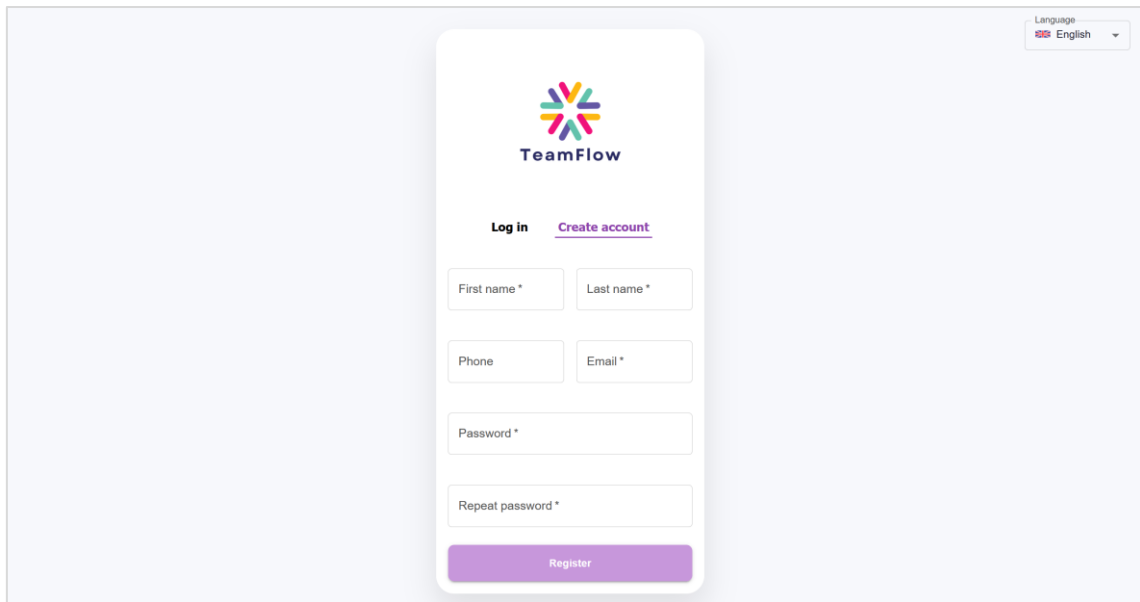 Language
English
TeamFlow
Log in Create account
First name * Last name *
Phone Email *
Password *
Repeat password *
Register